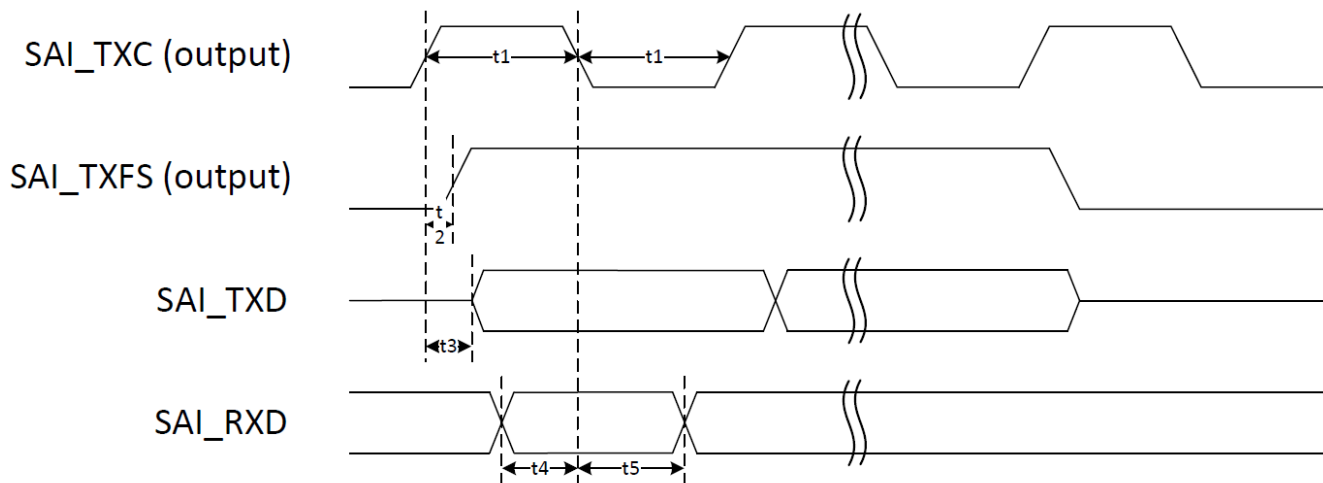 SAI_TXC (output)
t1
t1
SAI_TXFS (output)
t
2
SAI_TXD
t3
SAI_RXD
t4
t5